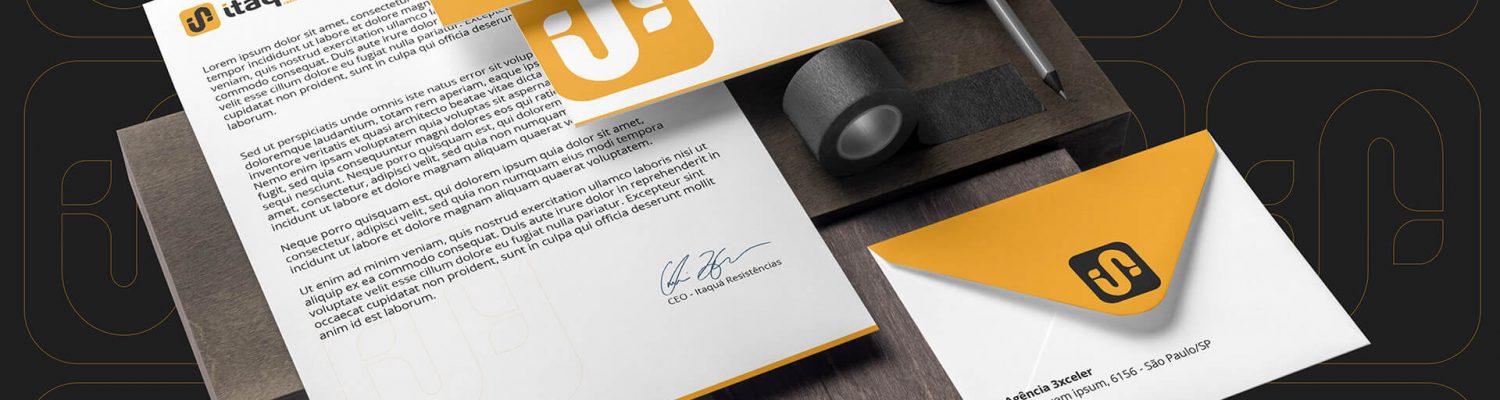 itaq
Lorem ipsum dolor sit amet, consectetur
tempor incididunt ut labore et dolore magn
veniam, quis nostrud exercitation ullamco l
commodo consequat. Duis aute irure dolor
velit esse cillum dolore eu fugiat nulla pariatur. Excepteur
cupidatat non proident, sunt in culpa qui officia deserunt
laborum.
Sed ut perspiciatis unde omnis iste natus error sit volup
doloremque laudantium, totam rem aperiam, eaque ips
inventore veritatis et quasi architecto beatae vitae dicta
Nemo enim ipsam voluptatem quia voluptas sit asperna
fugit, sed quia consequuntur magni dolores eos qui rati
sequi nesciunt. Neque porro quisquam est, qui dolorem
amet, consectetur, adipisci velit, sed quia non numquam
incidunt ut labore et dolore magnam aliquam quaerat v
Neque porro quisquam est, qui dolorem ipsum quia dolor sit amet,
consectetur, adipisci velit, sed quia non numquam eius modi tempora
incidunt ut labore et dolore magnam aliquam quaerat voluptatem.
Ut enim ad minim veniam, quis nostrud exercitation ullamco laboris nisi ut
aliquip ex ea commodo consequat. Duis aute irure dolor in reprehenderit in
voluptate velit esse cillum dolore eu fugiat nulla pariatur. Excepteur sint
occaecat cupidatat non proident, sunt in culpa qui officia deserunt mollit
anim id est laborum.
CEO - Itaquá Resistências
Agência 3xceler
ipsum, 6156 - São Paulo/SP